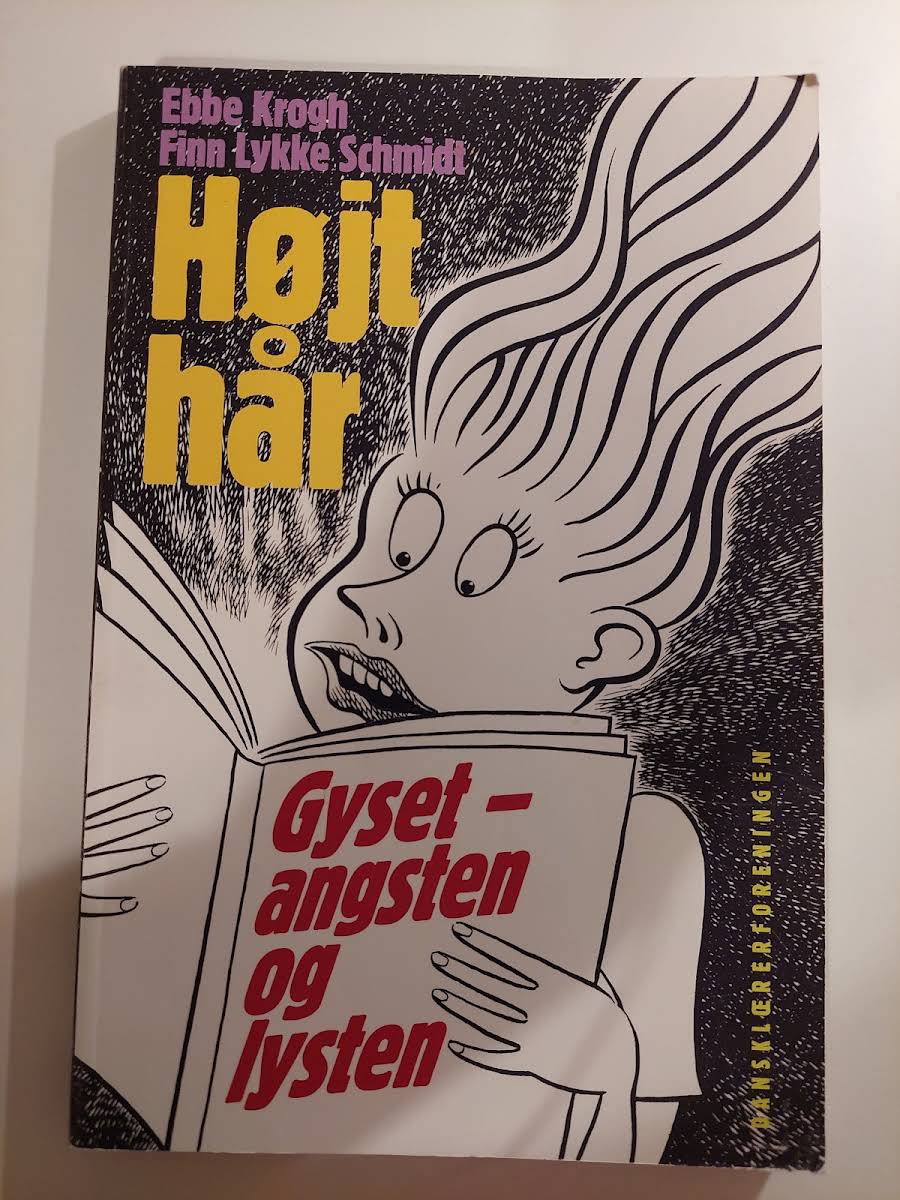 Ebbe Krogh
Finn Lykke Schmidt
Højt
hår
Gyset –
angsten
og
lysten
DANSKLÆRERFORENINGEN